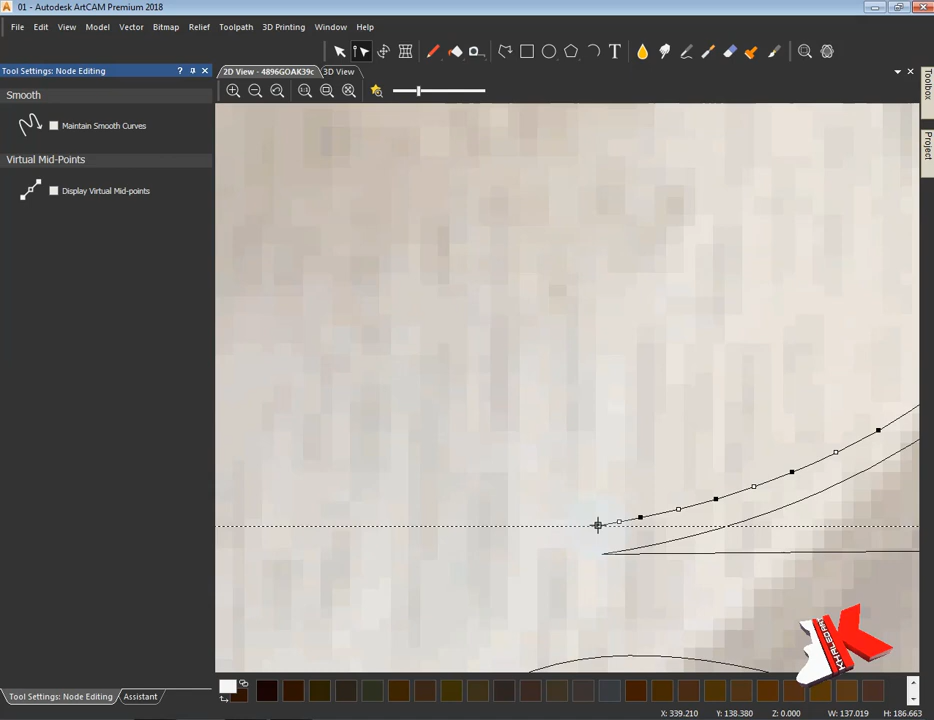 01 - Autodesk ArtCAM Premium 2018
File Edit View Model Vector Bitmap Relief Toolpath 3D Printing Window Help
Tool Settings: Node Editing
2D View - 4896GOAK39c 3D View
Smooth
Maintain Smooth Curves
Virtual Mid-Points
Display Virtual Mid-points
Toolbox
Project
KHALEDART
Tool Settings: Node Editing Assistant
X: 339.210 Y: 138.380 Z: 0.000 W: 137.019 H: 186.663